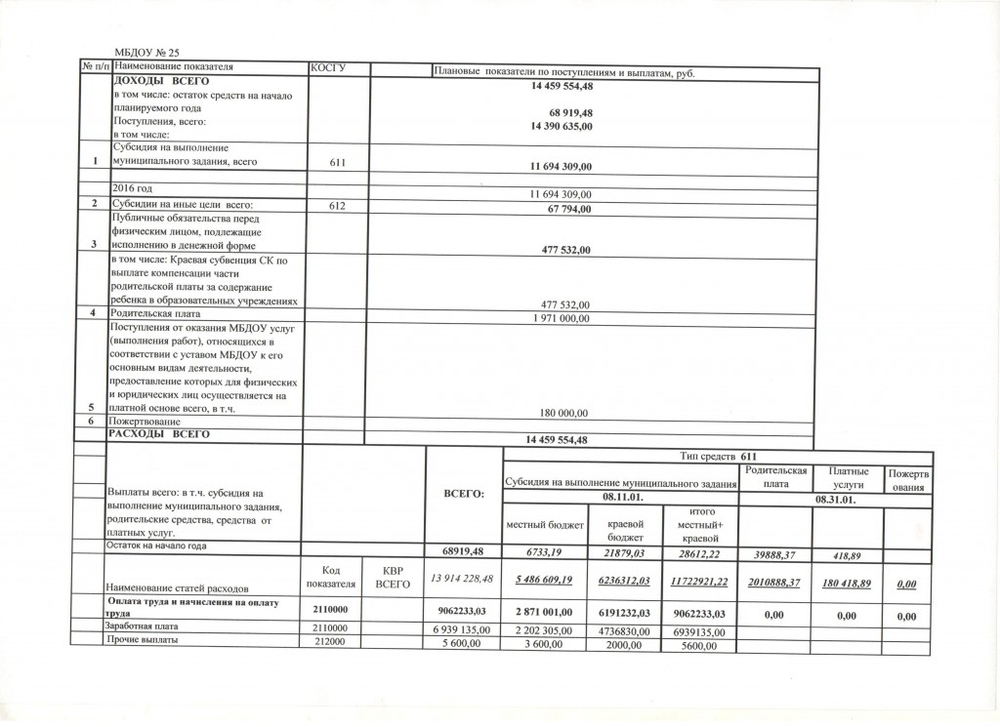 МБДОУ № 25
№ п/п Наименование показателя КОСГУ Плановые показатели по поступлениям и выплатам, руб.
ДОХОДЫ ВСЕГО 14 459 554,48
в том числе: остаток средств на начало
планируемого года 68 919,48
Поступления, всего: 14 390 635,00
в том числе:
Субсидия на выполнение
1 муниципального задания, всего 611 11 694 309,00
2016 год 11 694 309,00
2 Субсидии на иные цели всего: 612 67 794,00
Публичные обязательства перед
физическим лицом, подлежащие
3 исполнению в денежной форме 477 532,00
в том числе: Краевая субвенция СК по
выплате компенсации части
родительской платы за содержание
ребенка в образовательных учреждениях 477 532,00
4 Родительская плата 1 971 000,00
Поступления от оказания МБДОУ услуг
(выполнения работ), относящихся в
соответствии с уставом МБДОУ к его
основным видам деятельности,
предоставление которых для физических
и юридических лиц осуществляется на
5 платной основе всего, в т.ч. 180 000,00
6 Пожертвование
РАСХОДЫ ВСЕГО 14 459 554,48
Тип средств 611
Выплаты всего: в т.ч. субсидия на
выполнение муниципального задания,
родительские средства, средства от
платных услуг.
ВСЕГО:
Субсидия на выполнение муниципального задания
Родительская
плата
Платные
услуги
Пожертв
ования
08.11.01. 08.31.01.
местный бюджет
краевой
бюджет
итого
местный+
краевой
Остаток на начало года 68919,48 6733,19 21879,03 28612,22 39888,37 418,89
Наименование статей расходов
Код
показателя
КВР
ВСЕГО
13 914 228,48 5 486 609,19 6236312,03 11722921,22 2010888,37 180 418,89 0,00
Оплата труда и начисления на оплату
труда 2110000 9062233,03 2 871 001,00 6191232,03 9062233,03 0,00 0,00 0,00
Заработная плата 2110000 6 939 135,00 2 202 305,00 4736830,00 6939135,00
Прочие выплаты 212000 5 600,00 3 600,00 2000,00 5600,00